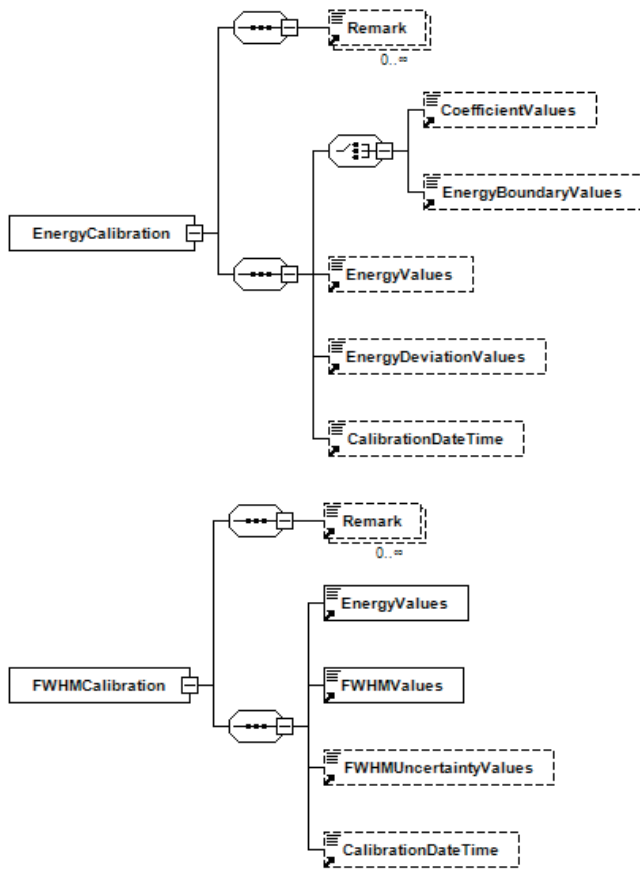 Remark
0..∞
CoefficientValues
EnergyBoundaryValues
EnergyCalibration
EnergyValues
EnergyDeviationValues
CalibrationDateTime
Remark
0..∞
EnergyValues
FWHMCalibration
FWHMValues
FWHMUncertaintyValues
CalibrationDateTime